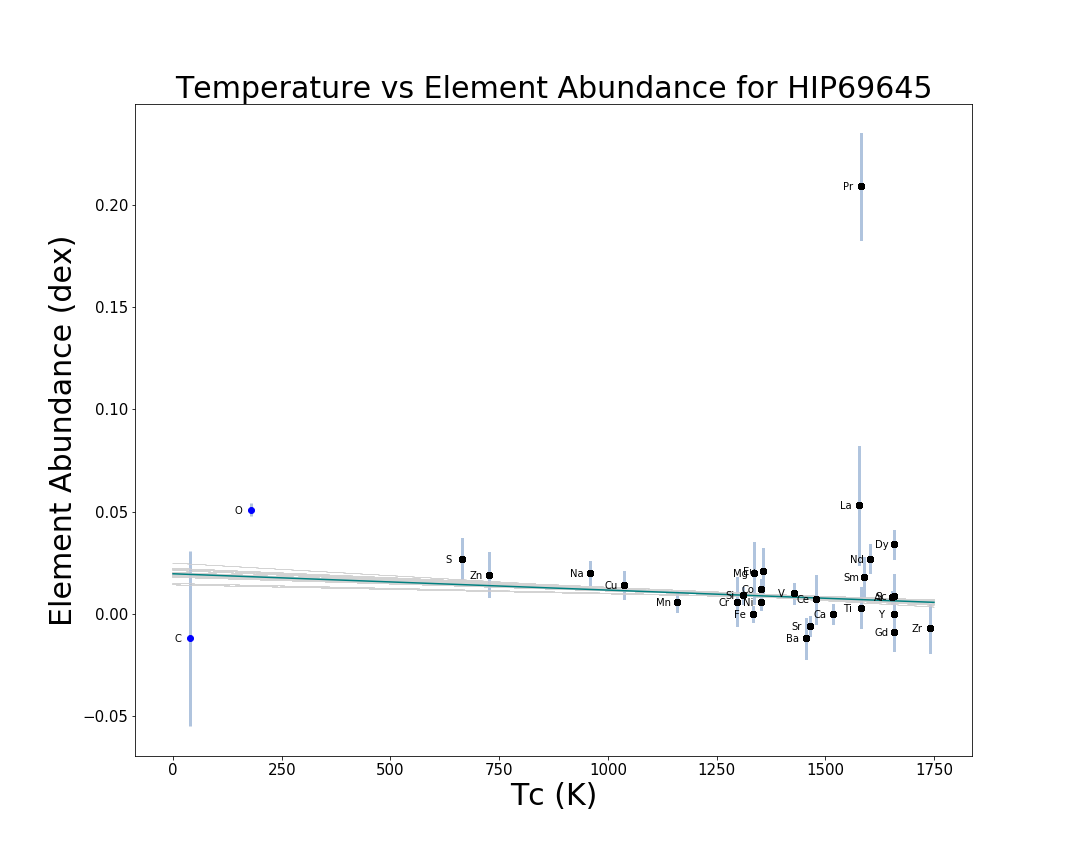 Temperature vs Element Abundance for HIP69645
Element Abundance (dex)
0.20
0.15
0.10
0.05
0.00
−0.05
Pr
La
O
Dy
S
Nd
Zn
Na
Mg
Eu
Sm
Cu
Co
V
Si
Ce
Sc
Mn
Cr
Ni
Ti
Fe
Ca
Y
Sr
Zr
Gd
C
Ba
0
250
500
750
1000
1250
1500
1750
Tc (K)